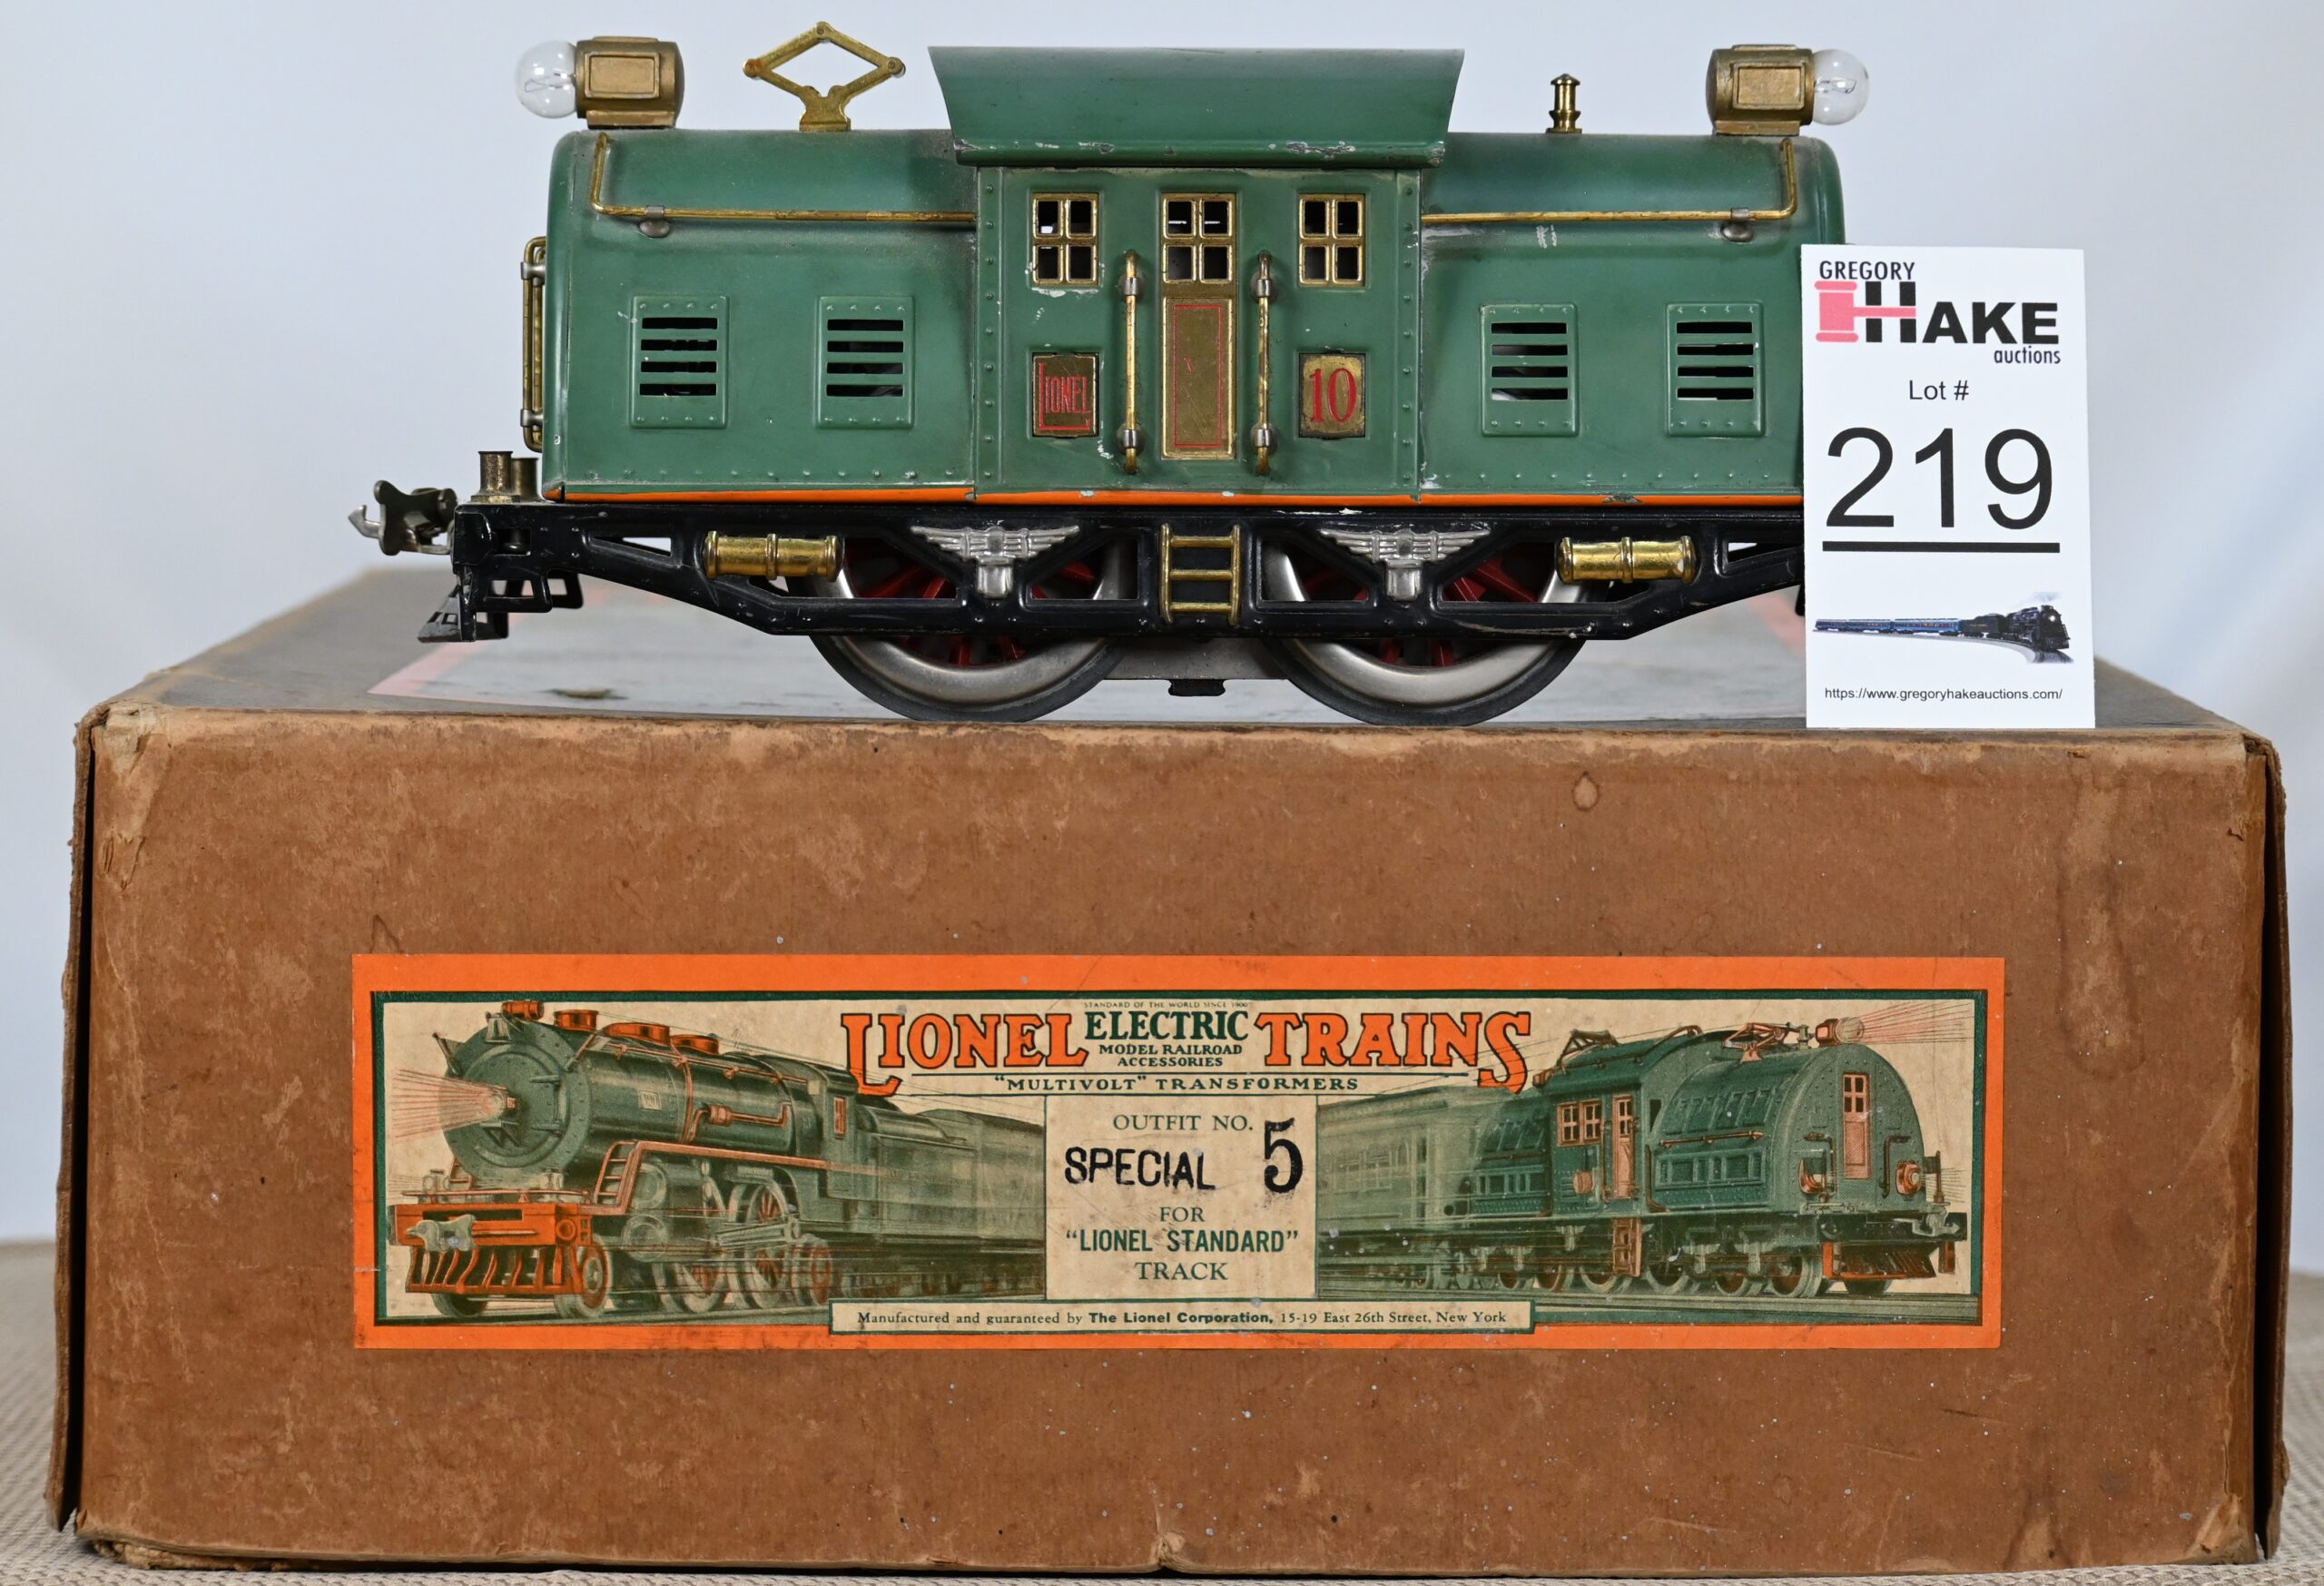 GREGORY
HAKE
auctions
Lot #
219
https://www.gregoryhakeauctions.com/
LIONEL
10
STANDARD OF THE WORLD SINCE 1900
LIONEL ELECTRIC TRAINS
MODEL RAILROAD
ACCESSORIES
"MULTIVOLT" TRANSFORMERS
OUTFIT NO.
SPECIAL 5
FOR
"LIONEL STANDARD"
TRACK
Manufactured and guaranteed by The Lionel Corporation, 15-19 East 26th Street, New York